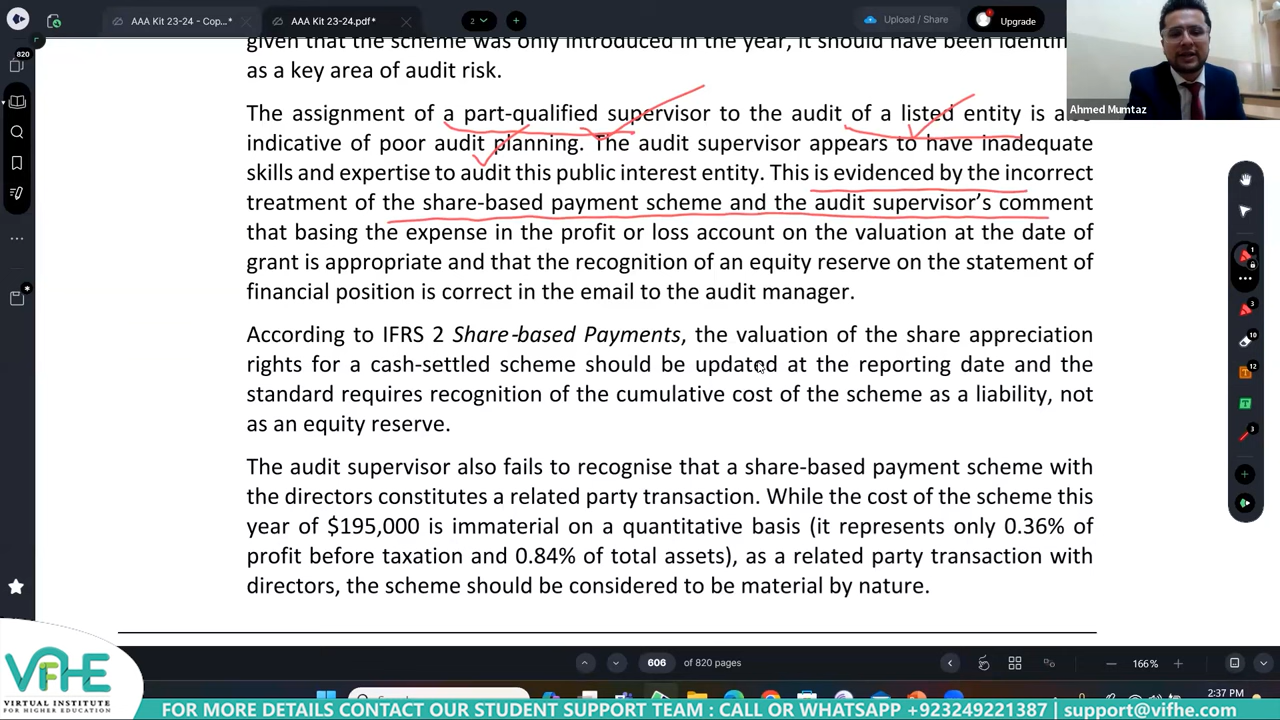 AAA Kit 23-24 - Cop...*
AAA Kit 23-24.pdf*
2
Upload / Share
Upgrade
820
given that the scheme was only introduced in the year, it should have been identif
as a key area of audit risk.
Ahmed Mumtaz
The assignment of a part-qualified supervisor to the audit of a listed entity is also
indicative of poor audit planning. The audit supervisor appears to have inadequate
skills and expertise to audit this public interest entity. This is evidenced by the incorrect
treatment of the share-based payment scheme and the audit supervisor's comment
that basing the expense in the profit or loss account on the valuation at the date of
grant is appropriate and that the recognition of an equity reserve on the statement of
financial position is correct in the email to the audit manager.
According to IFRS 2 Share-based Payments, the valuation of the share appreciation
rights for a cash-settled scheme should be updated at the reporting date and the
standard requires recognition of the cumulative cost of the scheme as a liability, not
as an equity reserve.
The audit supervisor also fails to recognise that a share-based payment scheme with
the directors constitutes a related party transaction. While the cost of the scheme this
year of $195,000 is immaterial on a quantitative basis (it represents only 0.36% of
profit before taxation and 0.84% of total assets), as a related party transaction with
directors, the scheme should be considered to be material by nature.
1
3
10
12
3
606 of 820 pages
166%
2:37 PM
VFHE
VIRTUAL INSTITUTE
FOR HIGHER EDUCATION
FOR MORE DETAILS CONTACT OUR STUDENT SUPPORT TEAM : CALL OR WHATSAPP +923249221387 | support@vifhe.com